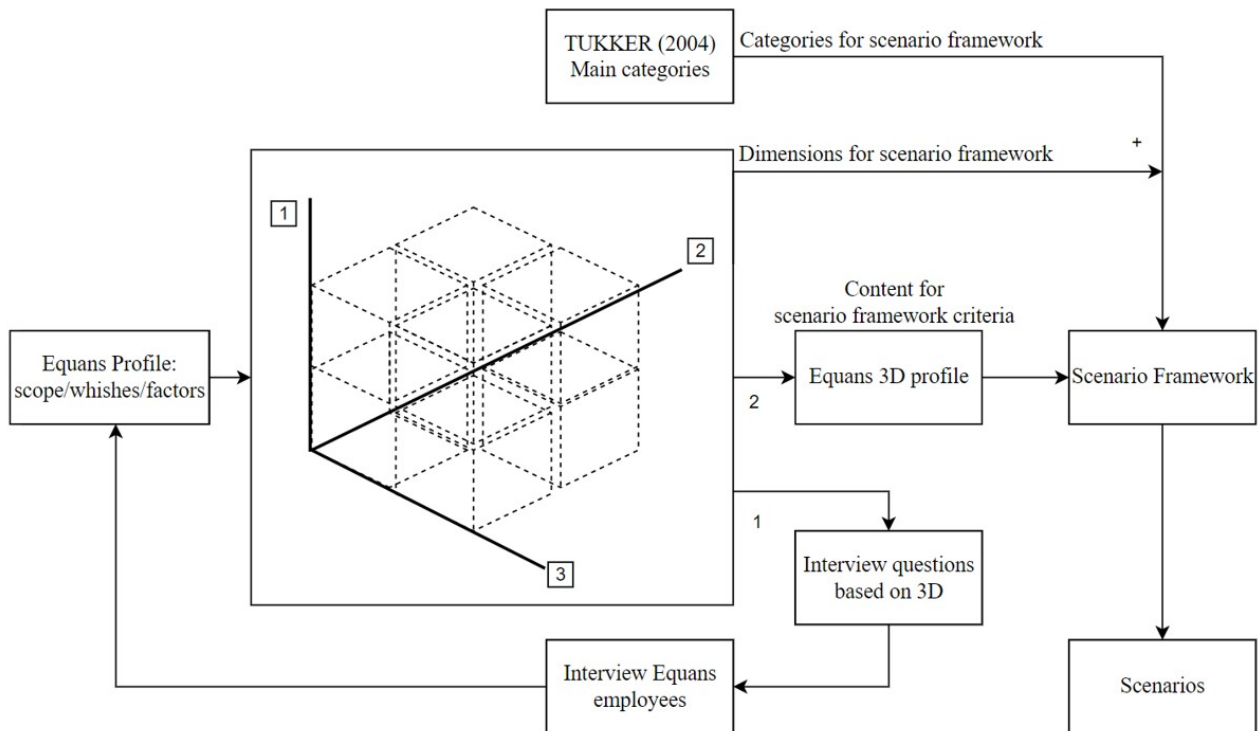 TUKKER (2004)
Main categories
Categories for scenario framework
Dimensions for scenario framework
+
1
2
3
Content for
scenario framework criteria
Equans Profile:
scope/whishes/factors
Equans 3D profile
Scenario Framework
2
1
Interview questions
based on 3D
Interview Equans
employees
Scenarios